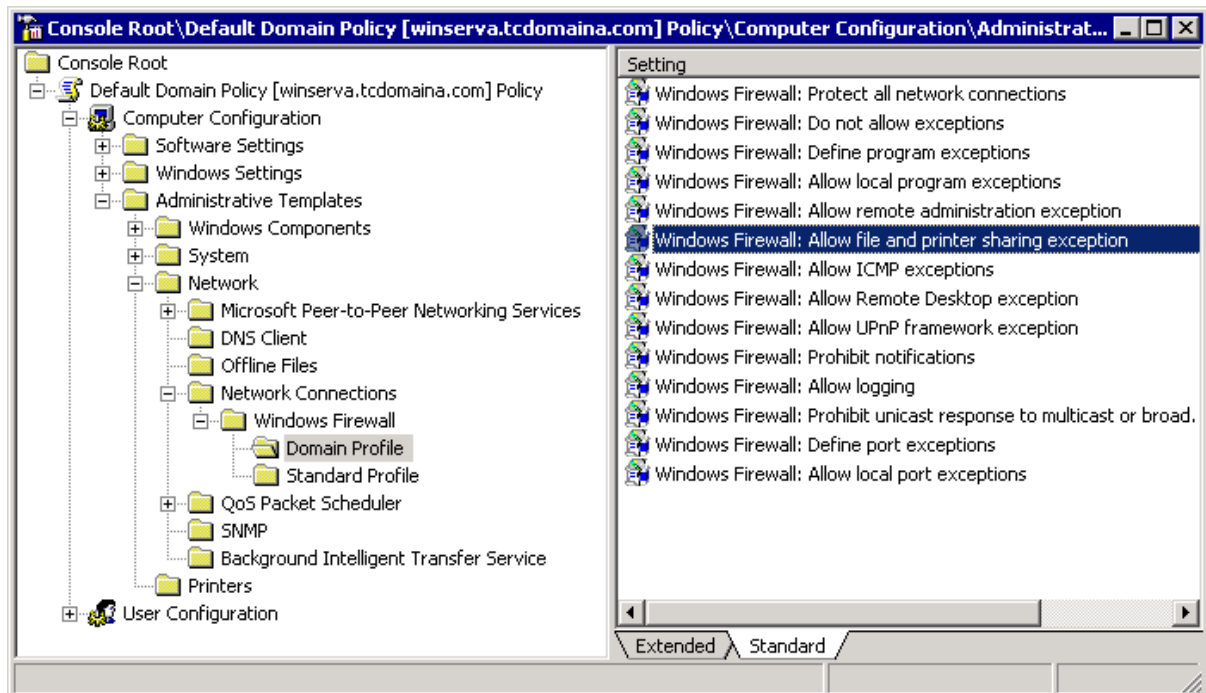 Console Root\Default Domain Policy [winserva.tcdomaina.com] Policy\Computer Configuration\Administrat...
Console Root
Default Domain Policy [winserva.tcdomaina.com] Policy
Computer Configuration
Software Settings
Windows Settings
Administrative Templates
Windows Components
System
Network
Microsoft Peer-to-Peer Networking Services
DNS Client
Offline Files
Network Connections
Windows Firewall
Domain Profile
Standard Profile
QoS Packet Scheduler
SNMP
Background Intelligent Transfer Service
Printers
User Configuration
Setting
Windows Firewall: Protect all network connections
Windows Firewall: Do not allow exceptions
Windows Firewall: Define program exceptions
Windows Firewall: Allow local program exceptions
Windows Firewall: Allow remote administration exception
Windows Firewall: Allow file and printer sharing exception
Windows Firewall: Allow ICMP exceptions
Windows Firewall: Allow Remote Desktop exception
Windows Firewall: Allow UPnP framework exception
Windows Firewall: Prohibit notifications
Windows Firewall: Allow logging
Windows Firewall: Prohibit unicast response to multicast or broad.
Windows Firewall: Define port exceptions
Windows Firewall: Allow local port exceptions
Extended
Standard